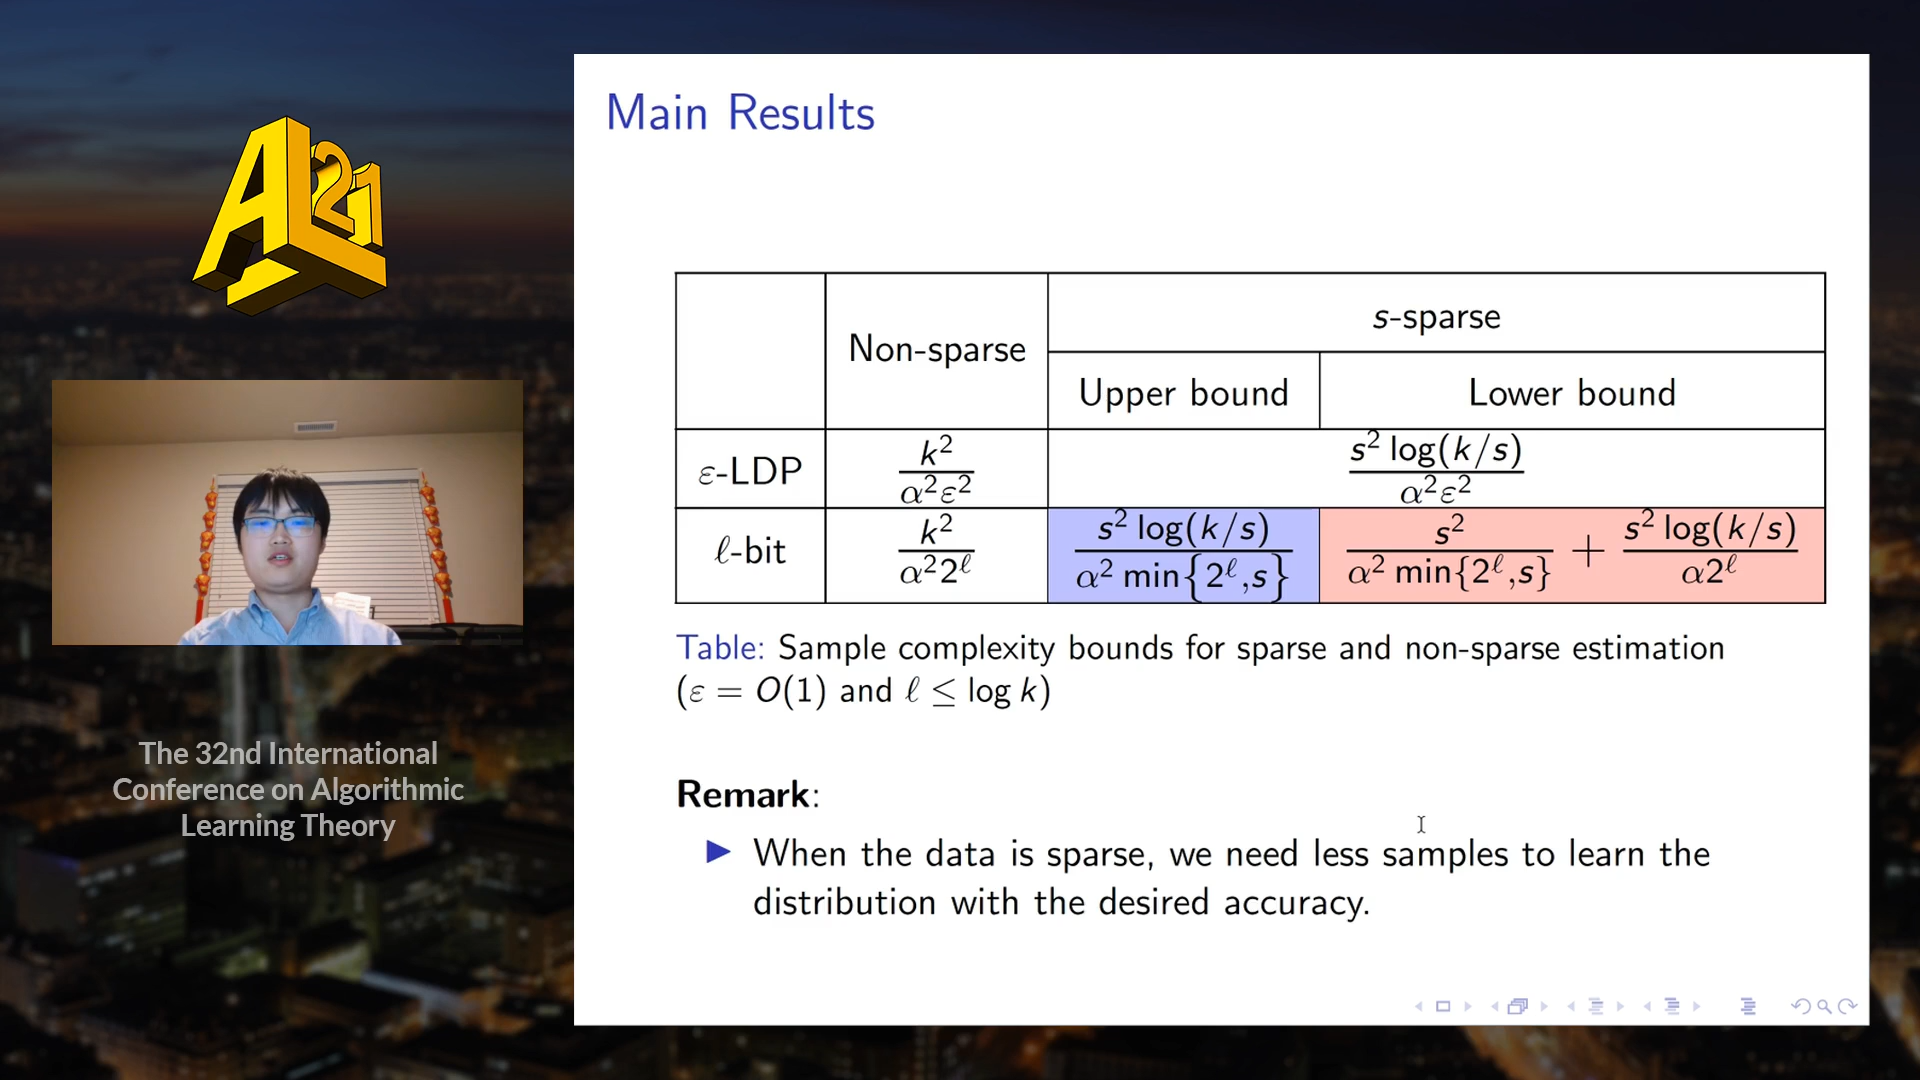 AL 21
The 32nd International
Conference on Algorithmic
Learning Theory
Main Results
Non-sparse
s-sparse
Upper bound
Lower bound
ε-LDP
k² / α²ε²
s² log(k/s) / α²ε²
ℓ-bit
k² / α²2^ℓ
s² log(k/s) / α² min{2^ℓ,s}
s² / α² min{2^ℓ,s} + s² log(k/s) / α2^ℓ
Table: Sample complexity bounds for sparse and non-sparse estimation
(ε = O(1) and ℓ ≤ log k)
Remark:
▶ When the data is sparse, we need less samples to learn the
distribution with the desired accuracy.